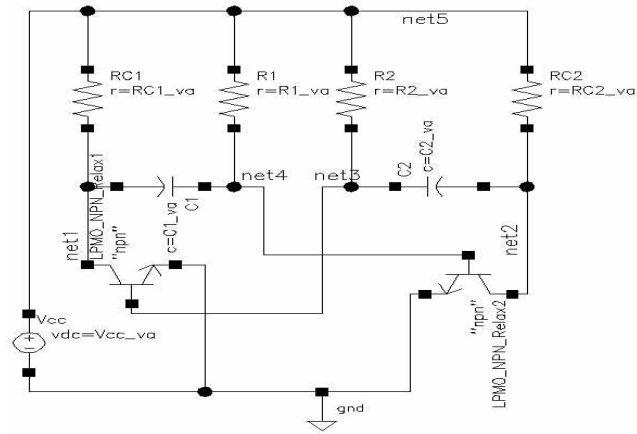 net5
RC1
r=RC1_va
R1
r=R1_va
R2
r=R2_va
RC2
r=RC2_va
net4
net3
C1
c=C1_va
C2
c=C2_va
net1
LPMO_NPN_Relax1
"npn"
net2
"npn"
LPMO_NPN_Relax2
Vcc
vdc=Vcc_va
+
-
gnd